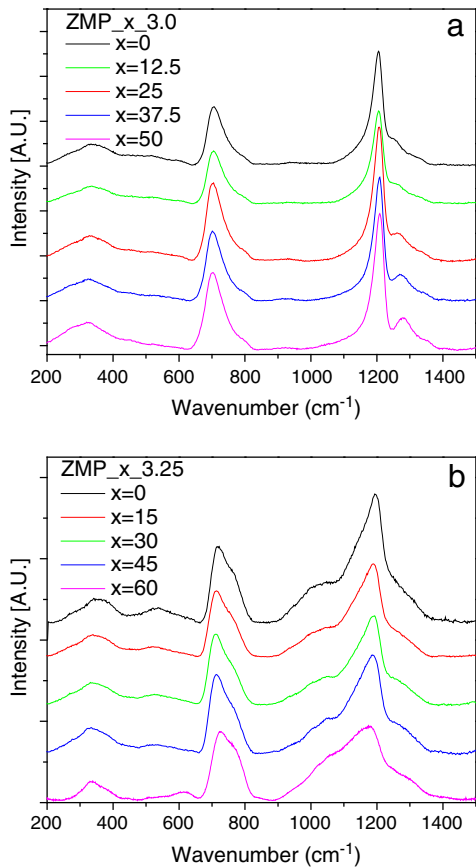 ZMP_x_3.0
a
x=0
x=12.5
x=25
x=37.5
x=50
Intensity [A.U.]
200 400 600 800 1000 1200 1400
Wavenumber (cm⁻¹)
ZMP_x_3.25
b
x=0
x=15
x=30
x=45
x=60
Intensity [A.U.]
200 400 600 800 1000 1200 1400
Wavenumber (cm⁻¹)